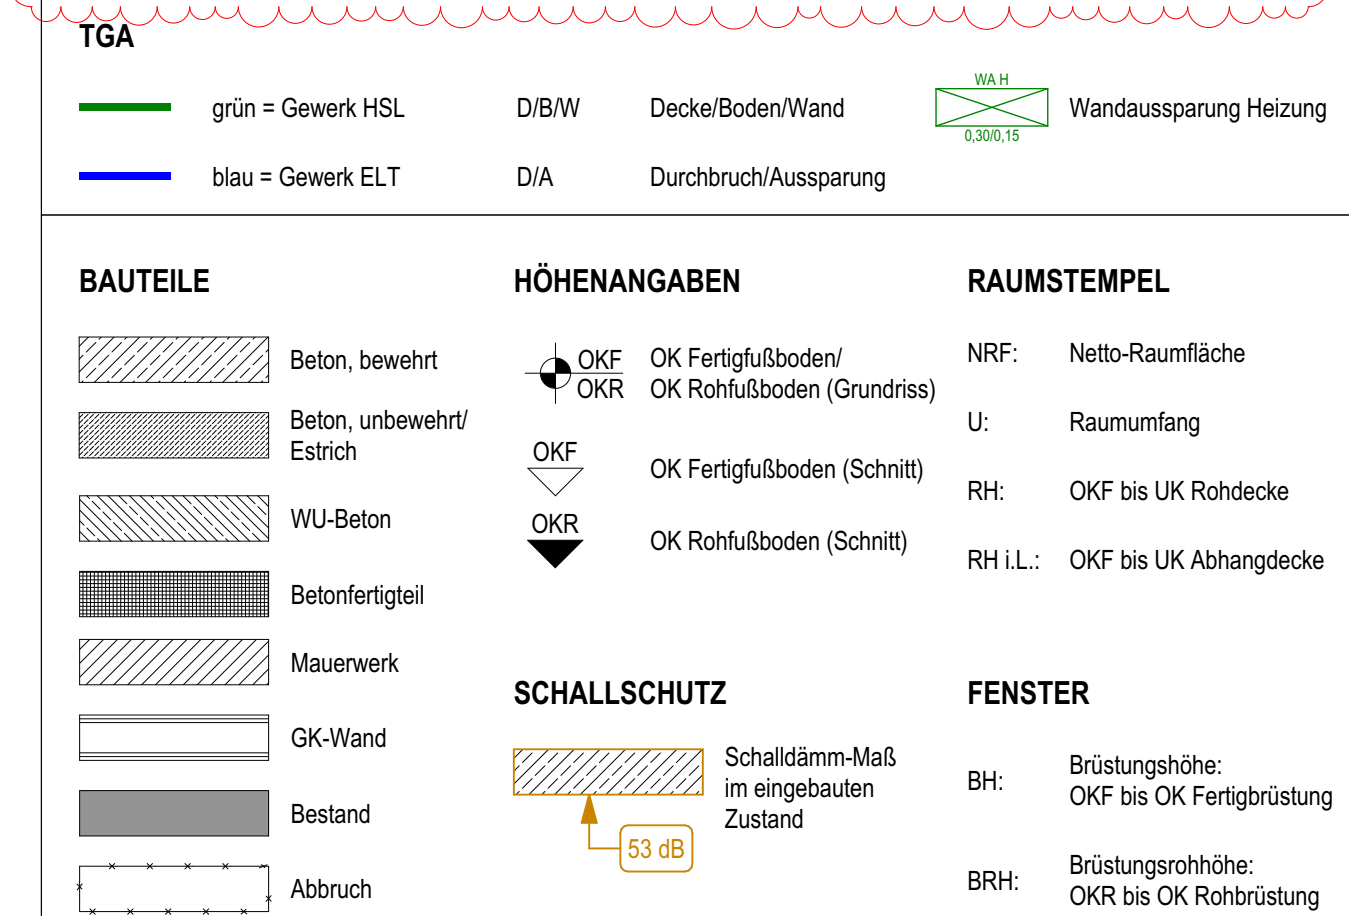 TGA
grün = Gewerk HSL
D/B/W
Decke/Boden/Wand
WA H
0,30/0,15
Wandaussparung Heizung
blau = Gewerk ELT
D/A
Durchbruch/Aussparung
BAUTEILE
Beton, bewehrt
Beton, unbewehrt/
Estrich
WU-Beton
Betonfertigteil
Mauerwerk
GK-Wand
Bestand
Abbruch
HÖHENANGABEN
OKF
OKR
OK Fertigfußboden/
OK Rohfußboden (Grundriss)
OKF
OK Fertigfußboden (Schnitt)
OKR
OK Rohfußboden (Schnitt)
SCHALLSCHUTZ
Schalldämm-Maß
im eingebauten
Zustand
53 dB
RAUMSTEMPEL
NRF:
Netto-Raumfläche
U:
Raumumfang
RH:
OKF bis UK Rohdecke
RH i.L.:
OKF bis UK Abhangdecke
FENSTER
BH:
Brüstungshöhe:
OKF bis OK Fertigbrüstung
BRH:
Brüstungsrohhöhe:
OKR bis OK Rohbrüstung